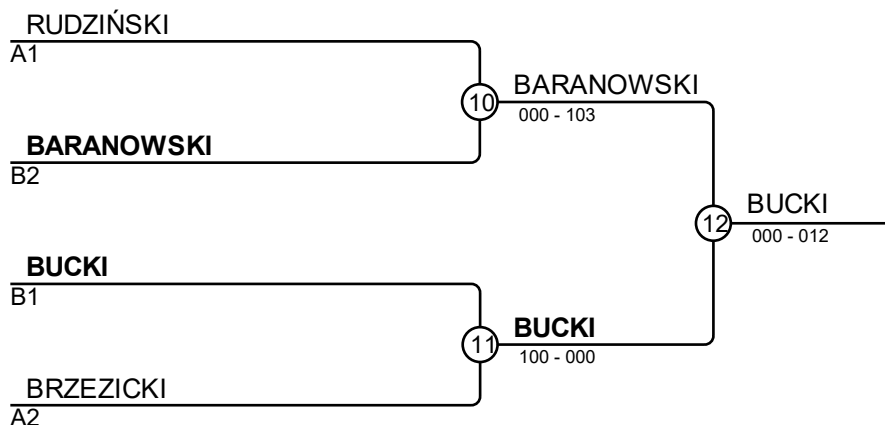 RUDZIŃSKI
A1
10
BARANOWSKI
000 - 103
BARANOWSKI
B2
12
BUCKI
000 - 012
BUCKI
B1
11
BUCKI
100 - 000
BRZEZICKI
A2